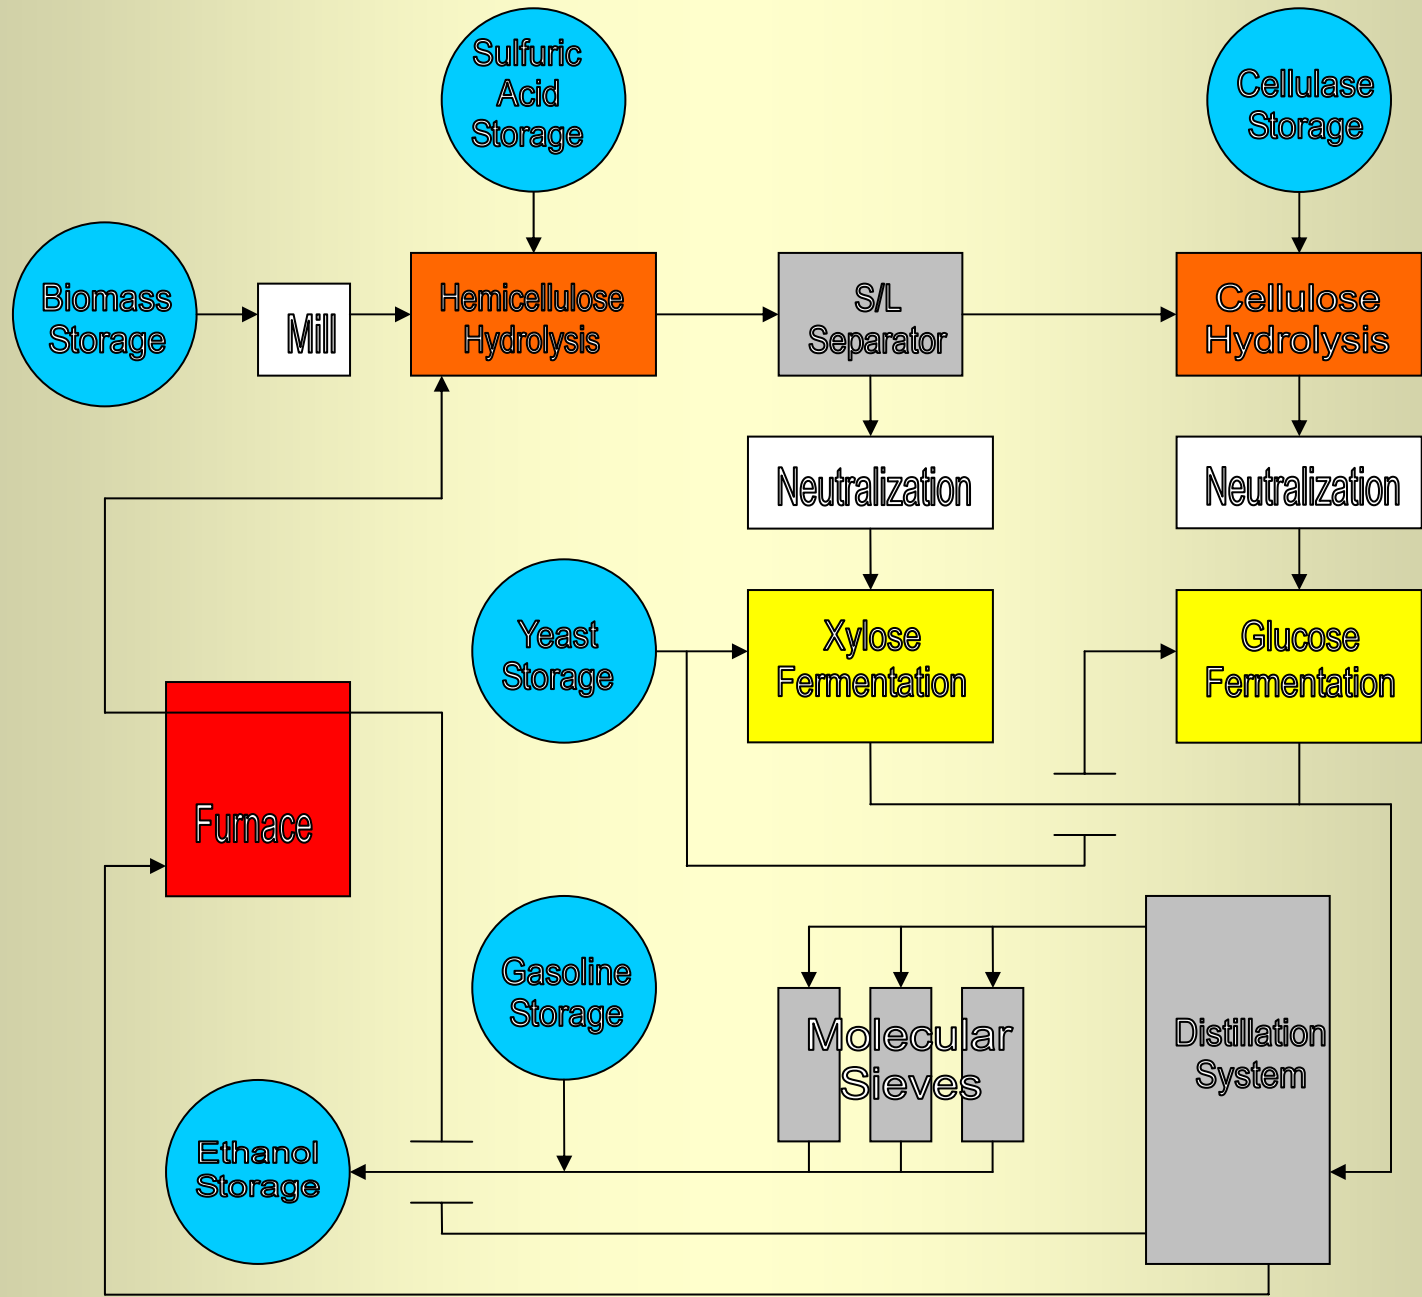 Sulfuric
Acid
Storage
Cellulase
Storage
Biomass
Storage
Mill
Hemicellulose
Hydrolysis
S/L
Separator
Cellulose
Hydrolysis
Neutralization
Neutralization
Yeast
Storage
Xylose
Fermentation
Glucose
Fermentation
Furnace
Gasoline
Storage
Molecular
Sieves
Distillation
System
Ethanol
Storage